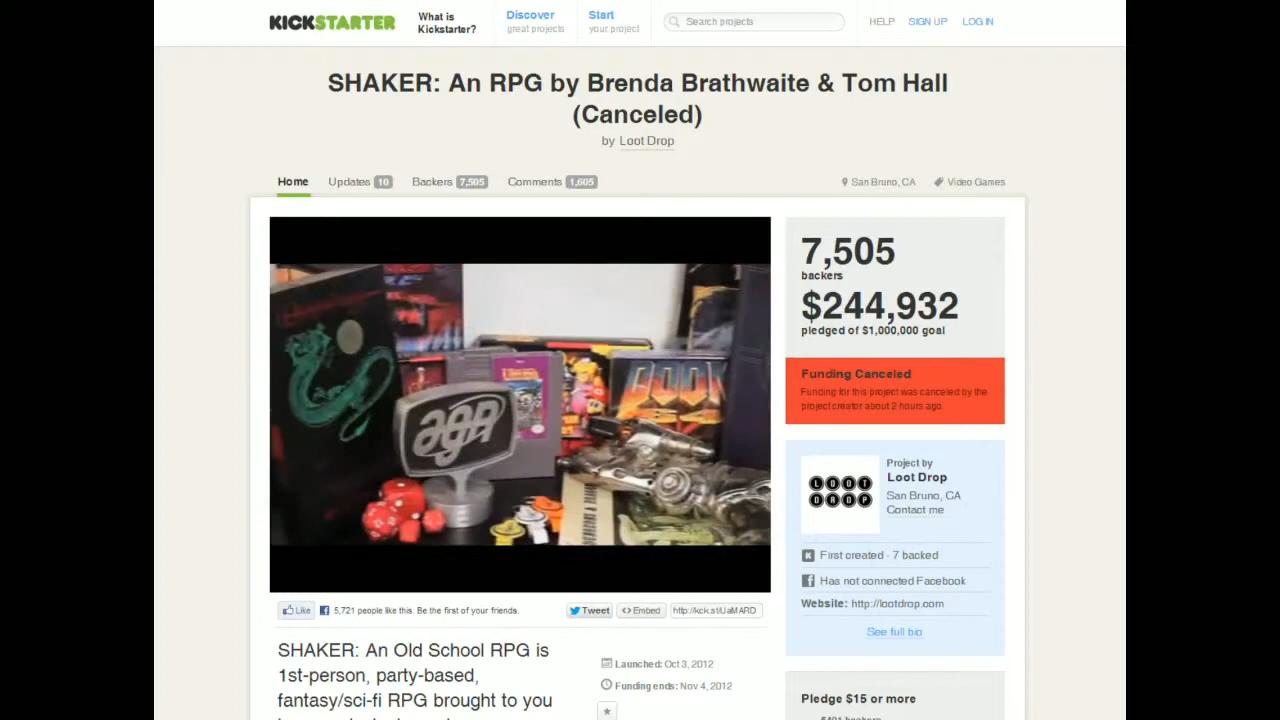 KICKSTARTER
What is
Kickstarter?
Discover
great projects
Start
your project
Search projects
HELP
SIGN UP
LOG IN
SHAKER: An RPG by Brenda Brathwaite & Tom Hall
(Canceled)
by Loot Drop
Home
Updates 10
Backers 7,505
Comments 1,605
San Bruno, CA
Video Games
DOOM
7,505
backers
$244,932
pledged of $1,000,000 goal
Funding Canceled
Funding for this project was canceled by the
project creator about 2 hours ago.
LOOT
DROP
Project by
Loot Drop
San Bruno, CA
Contact me
First created · 7 backed
Has not connected Facebook
Website: http://lootdrop.com
See full bio
Like
5,721 people like this. Be the first of your friends.
Tweet
Embed
http://kck.st/UaMARD
SHAKER: An Old School RPG is
1st-person, party-based,
fantasy/sci-fi RPG brought to you
Launched: Oct 3, 2012
Funding ends: Nov 4, 2012
Pledge $15 or more